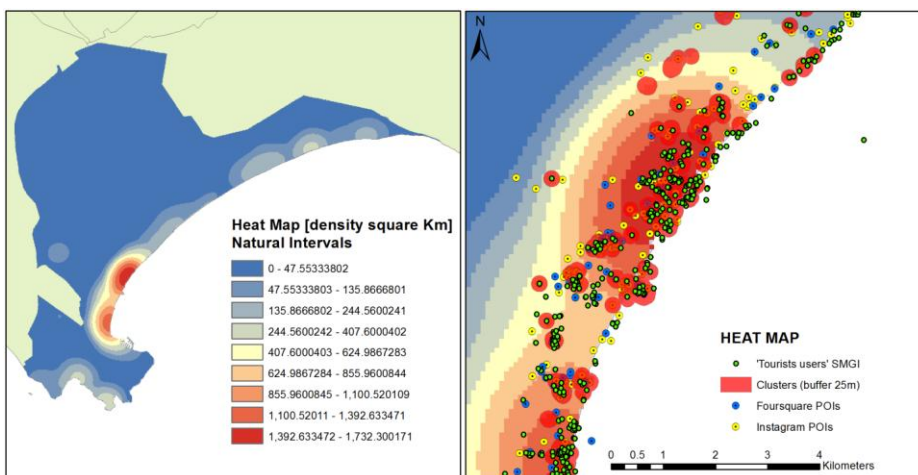 Heat Map [density square Km]
Natural Intervals
0 - 47.55333802
47.55333803 - 135.8666801
135.8666802 - 244.5600241
244.5600242 - 407.6000402
407.6000403 - 624.9867283
624.9867284 - 855.9600844
855.9600845 - 1,100.520109
1,100.52011 - 1,392.633471
1,392.633472 - 1,732.300171
N
HEAT MAP
'Tourists users' SMGI
Clusters (buffer 25m)
Foursquare POIs
Instagram POIs
0 0.5 1 2 3 4
Kilometers